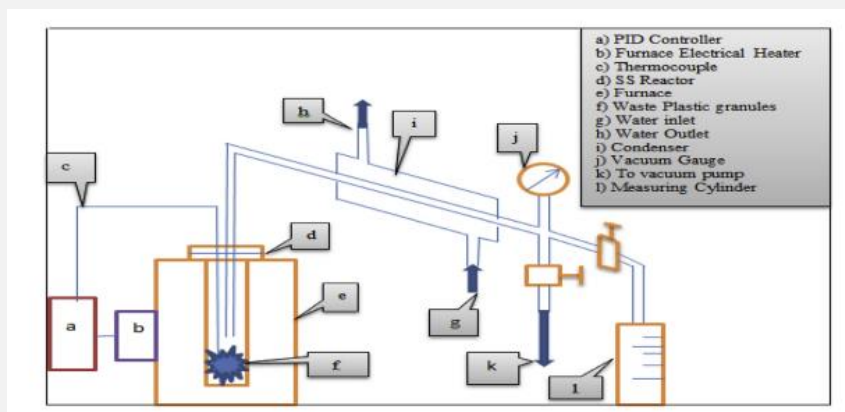 a) PID Controller
b) Furnace Electrical Heater
c) Thermocouple
d) SS Reactor
e) Furnace
f) Waste Plastic granules
g) Water inlet
h) Water Outlet
i) Condenser
j) Vacuum Gauge
k) To vacuum pump
l) Measuring Cylinder
h
i
j
c
d
e
a
b
g
f
k
l